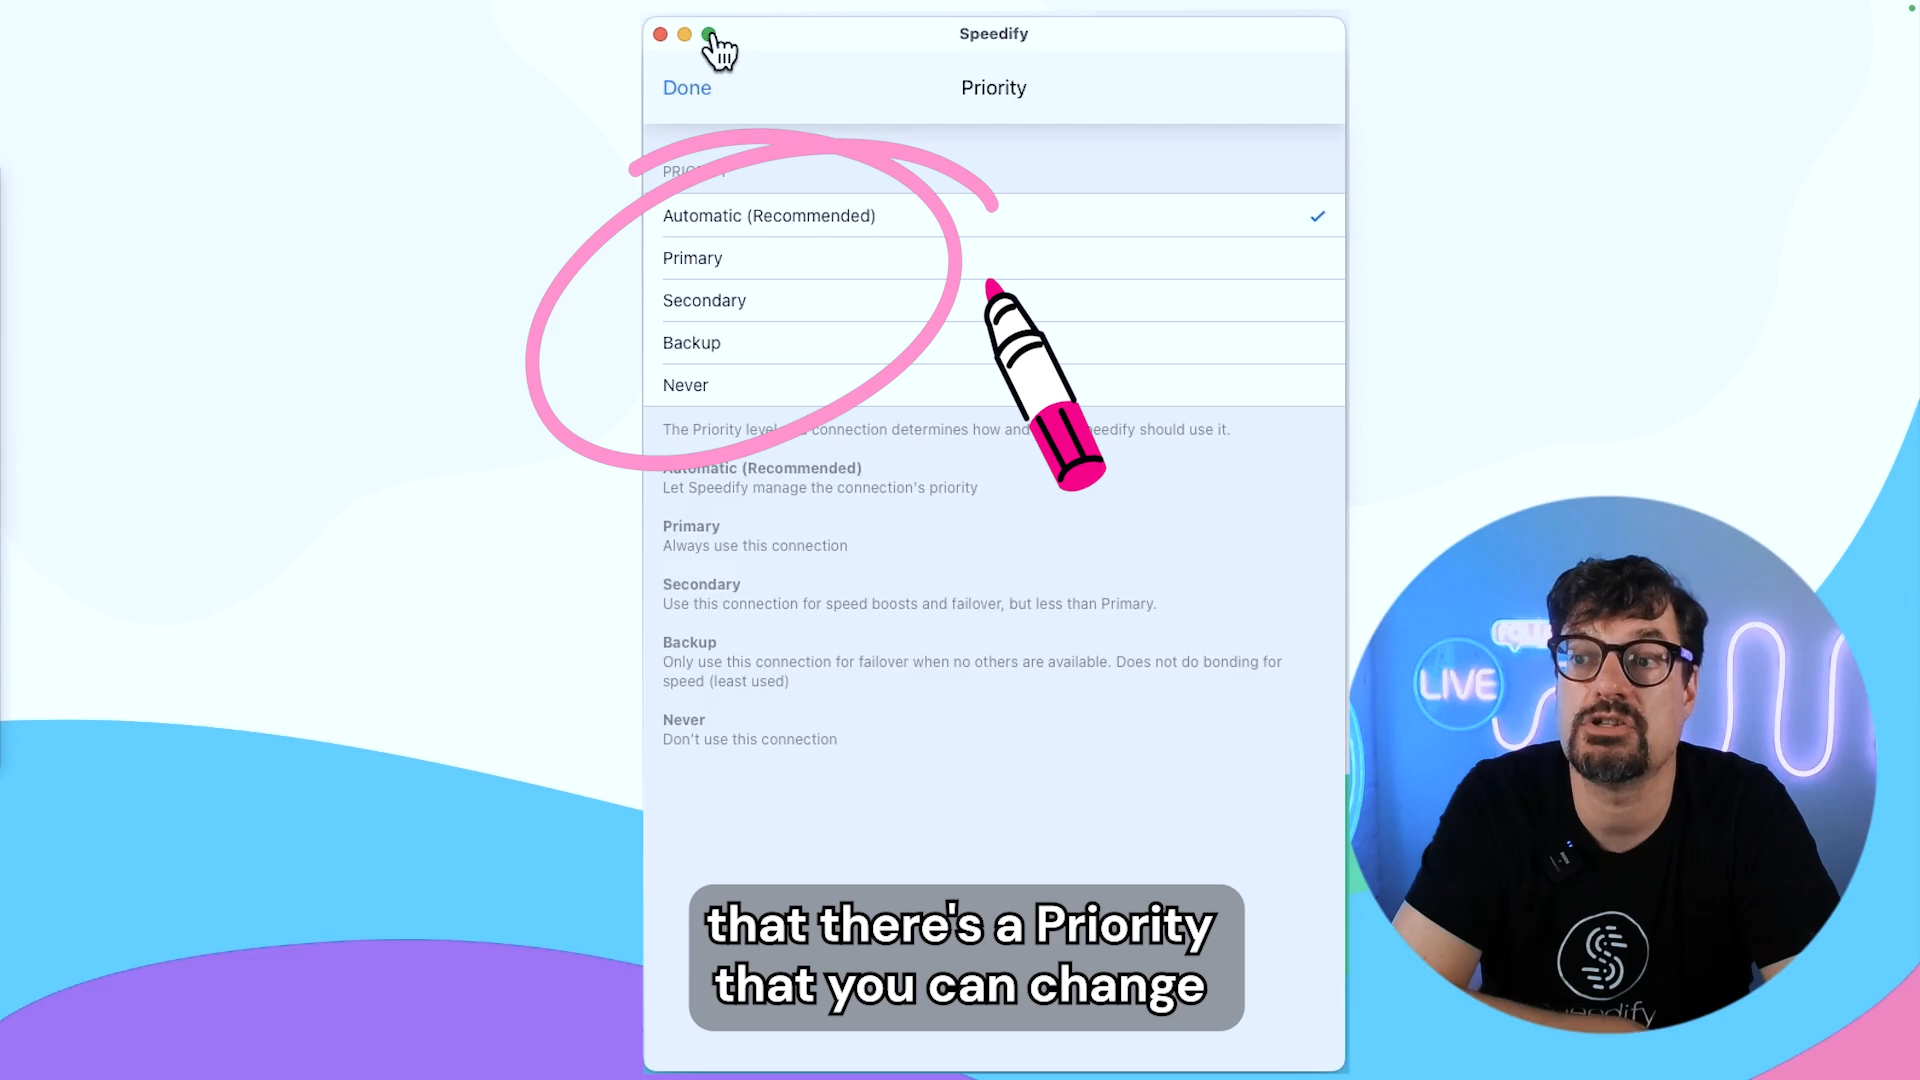 Speedify
Done
Priority
Automatic (Recommended)
Primary
Secondary
Backup
Never
The Priority level connection determines how and Speedify should use it.
Automatic (Recommended)
Let Speedify manage the connection's priority
Primary
Always use this connection
Secondary
Use this connection for speed boosts and failover, but less than Primary.
Backup
Only use this connection for failover when no others are available. Does not do bonding for
speed (least used)
Never
Don't use this connection
LIVE
that there's a Priority
that you can change